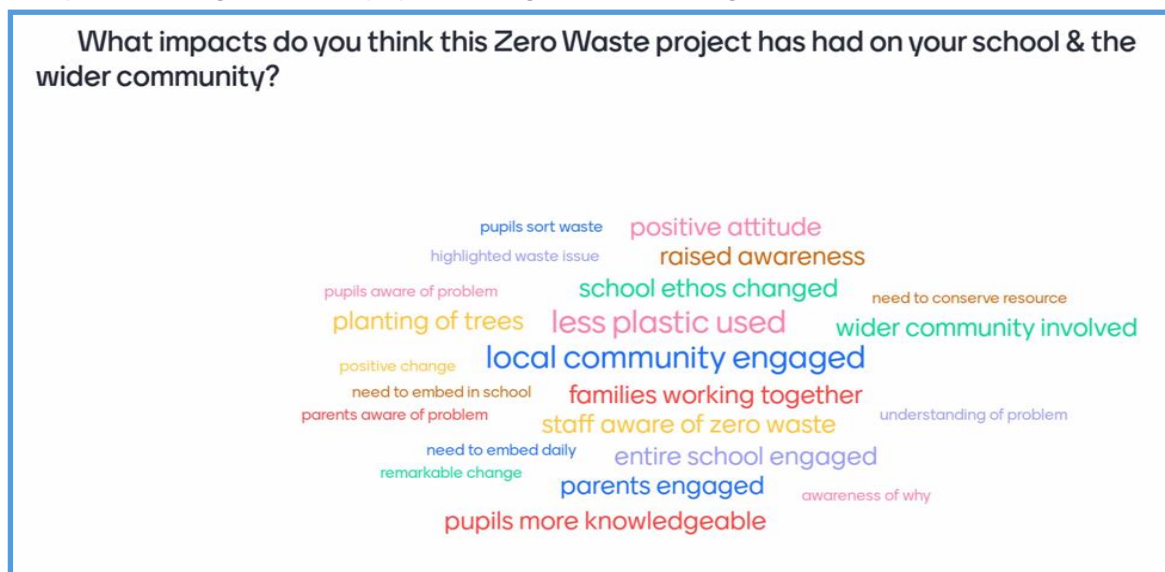 What impacts do you think this Zero Waste project has had on your school & the
wider community?
pupils sort waste
positive attitude
highlighted waste issue
raised awareness
pupils aware of problem
school ethos changed
need to conserve resource
planting of trees
less plastic used
wider community involved
positive change
local community engaged
need to embed in school
families working together
parents aware of problem
staff aware of zero waste
understanding of problem
need to embed daily
entire school engaged
remarkable change
parents engaged
awareness of why
pupils more knowledgeable